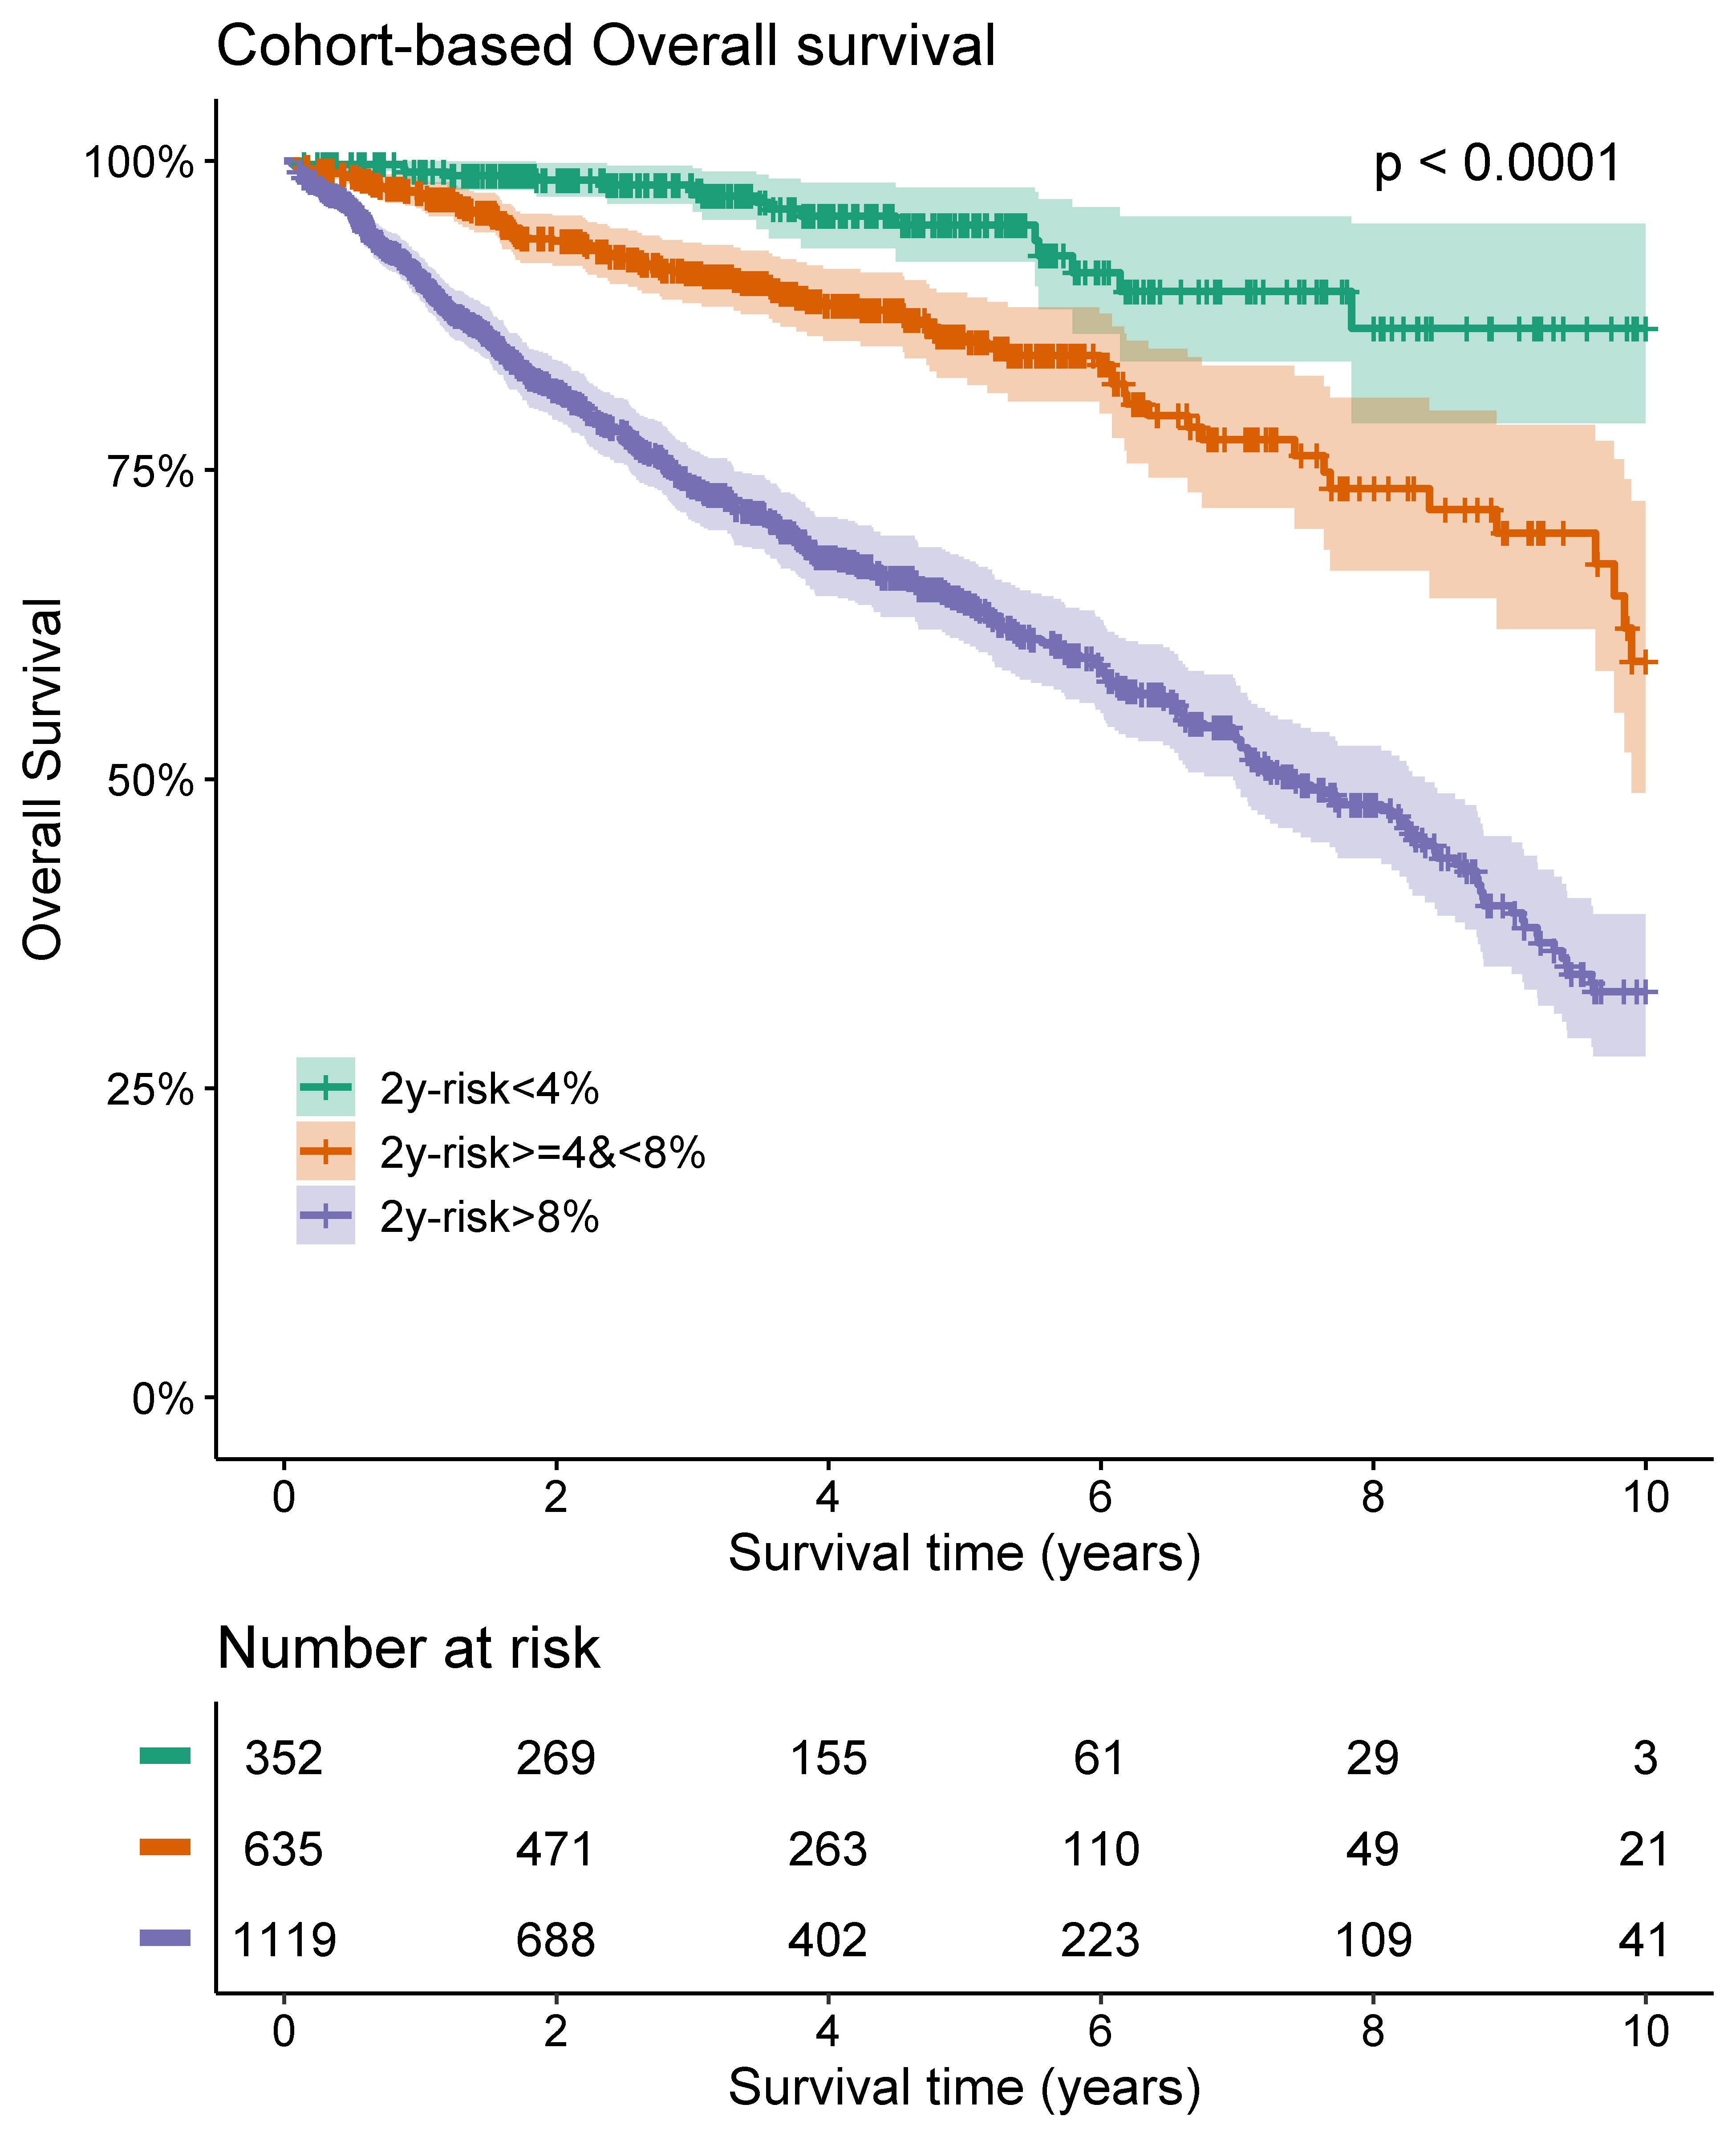 Cohort-based Overall survival
p < 0.0001
100%
75%
50%
25%
0%
Overall Survival
2y-risk<4%
2y-risk>=4&<8%
2y-risk>8%
0 2 4 6 8 10
Survival time (years)
Number at risk
352 269 155 61 29 3
635 471 263 110 49 21
1119 688 402 223 109 41
0 2 4 6 8 10
Survival time (years)